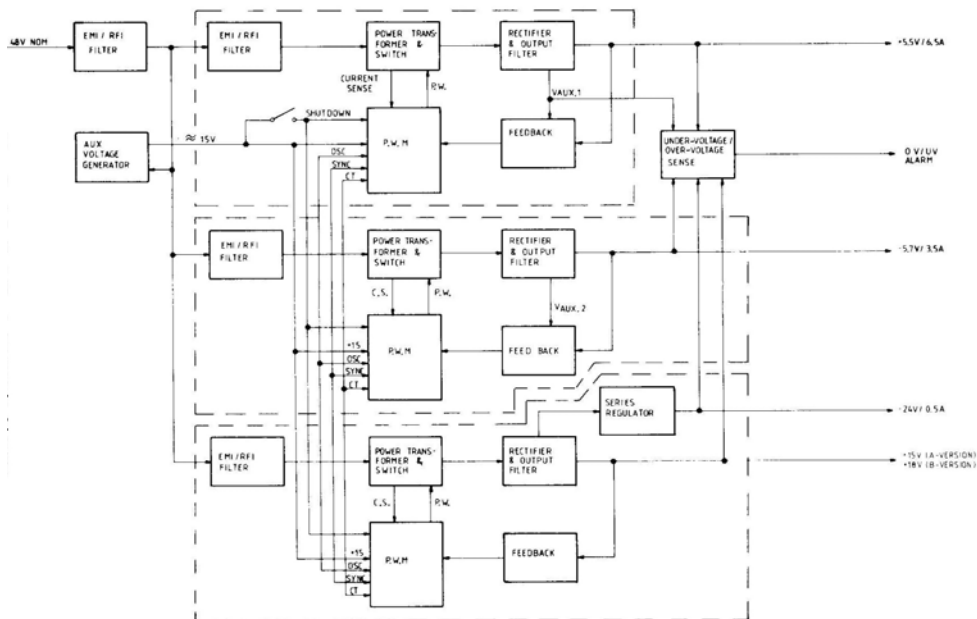 48V NOM
EMI / RFI
FILTER
EMI / RFI
FILTER
POWER TRANS-
FORMER
& SWITCH
RECTIFIER
& OUTPUT
FILTER
+5.5V / 6,5A
CURRENT
SENSE
P.W.
VAUX,1
SHUTDOWN
≈ 15V
AUX
VOLTAGE
GENERATOR
P.W.M
FEEDBACK
UNDER-VOLTAGE /
OVER-VOLTAGE
SENSE
O V / UV
ALARM
OSC
SYNC
CT
EMI / RFI
FILTER
POWER TRANS-
FORMER &
SWITCH
RECTIFIER
& OUTPUT
FILTER
-5,7V / 3,5A
C.S.
P.W.
VAUX, 2
P.W.M
FEED BACK
+15
OSC
SYNC
CT
SERIES
REGULATOR
-24V / 0.5A
EMI / RFI
FILTER
POWER TRANS-
FORMER &
SWITCH
RECTIFIER
& OUTPUT
FILTER
+15V (A-VERSION)
+18V (B-VERSION)
C.S.
P.W.
P.W.M
FEEDBACK
+15
OSC
SYNC
CT